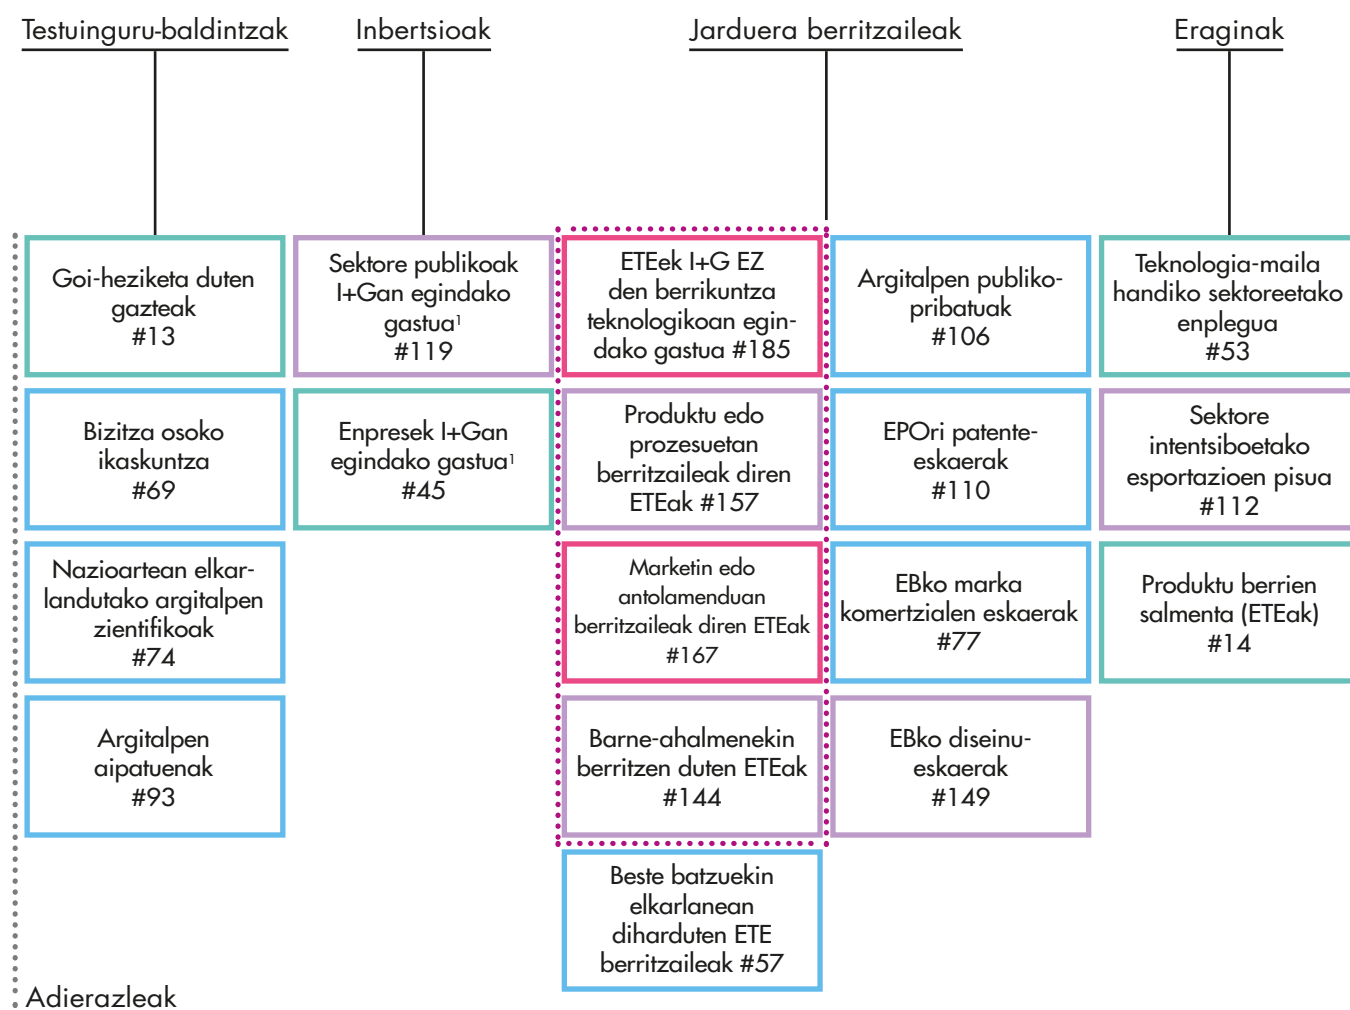 Testuinguru-baldintzak
Inbertsioak
Jarduera berritzaileak
Eraginak
Goi-heziketa duten
gazteak
#13
Bizitza osoko
ikaskuntza
#69
Nazioartean elkar-
landutako argitalpen
zientifikoak
#74
Argitalpen
aipatuenak
#93
Sektore publikoak
I+Gan egindako
gastua¹
#119
Enpresek I+Gan
egindako gastua¹
#45
ETEek I+G EZ
den berrikuntza
teknologikoan egin-
dako gastua #185
Produktu edo
prozesuetan
berritzaileak diren
ETEak #157
Marketin edo
antolamenduan
berritzaileak diren ETEak
#167
Barne-ahalmenekin
berritzen duten ETEak
#144
Beste batzuekin
elkarlanean
diharduten ETE
berritzaileak #57
Argitalpen publiko-
pribatuak
#106
EPOri patente-
eskaerak
#110
EBko marka
komertzialen eskaerak
#77
EBko diseinu-
eskaerak
#149
Teknologia-maila
handiko sektoreetako
enplegua
#53
Sektore
intentsiboetako
esportazioen pisua
#112
Produktu berrien
salmenta (ETEak)
#14
Adierazleak